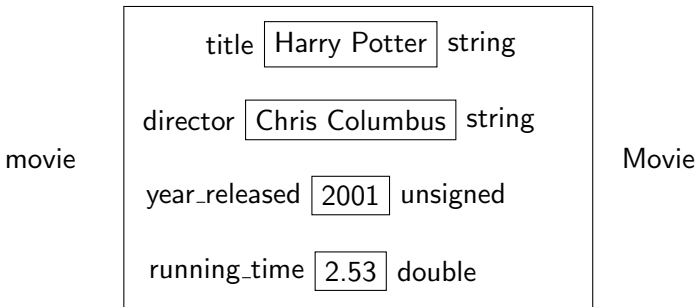 title Harry Potter string
director Chris Columbus string
movie Movie
year_released 2001 unsigned
running_time 2.53 double